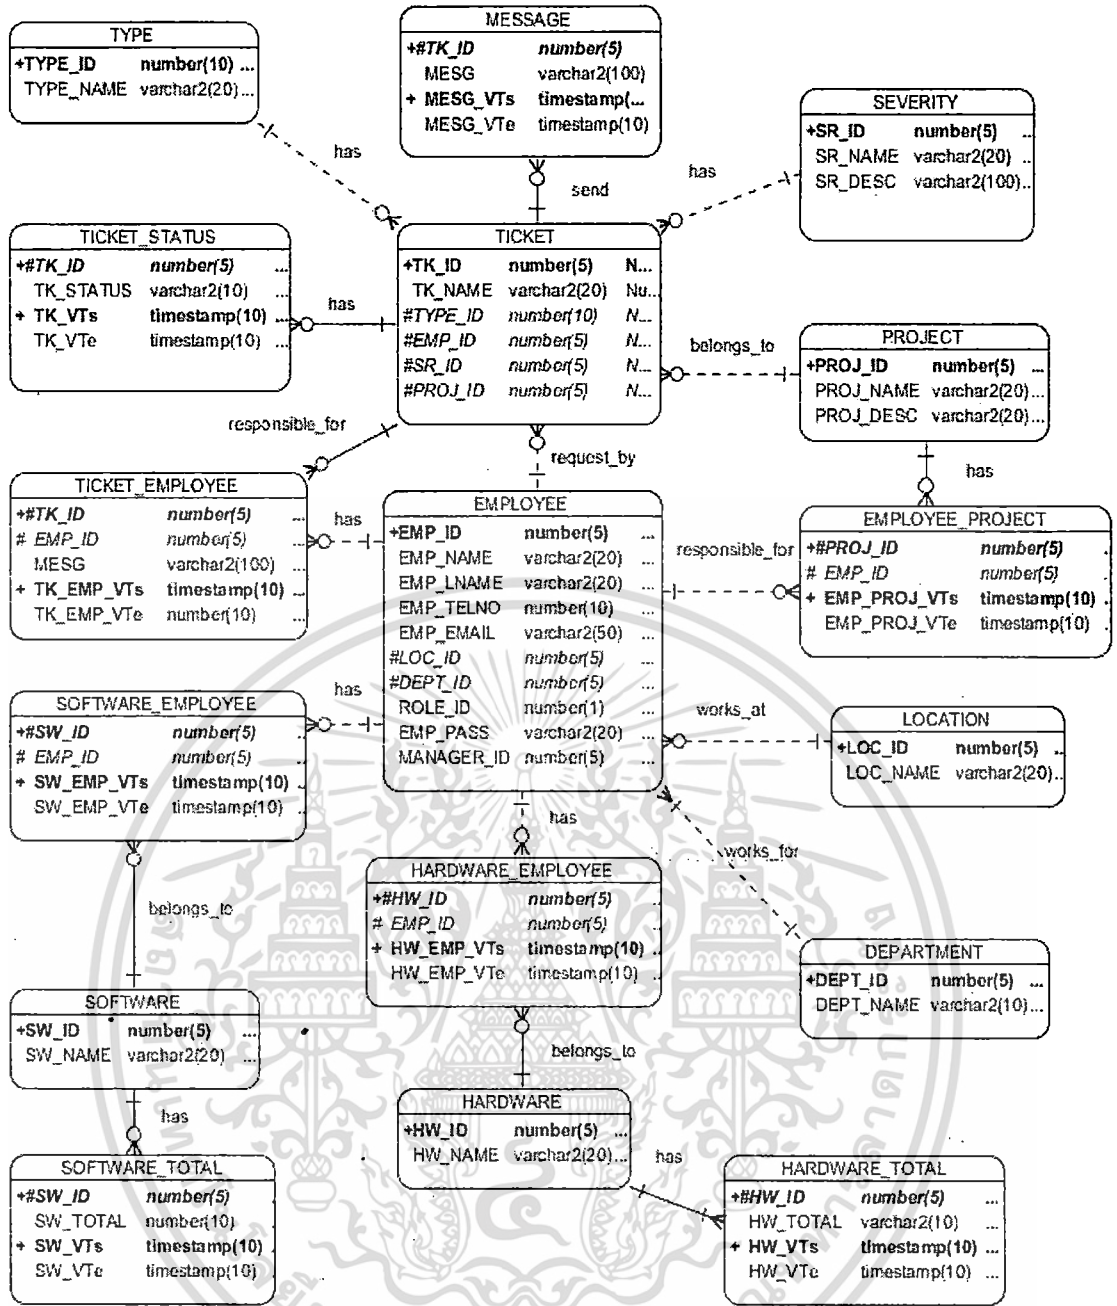 TYPE
+TYPE_ID number(10) ...
TYPE_NAME varchar2(20)...
MESSAGE
+#TK_ID number(5)
MESG varchar2(100)
+ MESG_VTs timestamp(...
MESG_VTe timestamp(10)
SEVERITY
+SR_ID number(5) ..
SR_NAME varchar2(20) ..
SR_DESC varchar2(100)..
has
send
has
TICKET_STATUS
+#TK_ID number(5) ...
TK_STATUS varchar2(10) ...
+ TK_VTs timestamp(10) ...
TK_VTe timestamp(10) ...
has
TICKET
+TK_ID number(5) N...
TK_NAME varchar2(20) Nu...
#TYPE_ID number(10) N...
#EMP_ID number(5) N...
#SR_ID number(5) N...
#PROJ_ID number(5) N...
belongs_to
PROJECT
+PROJ_ID number(5) ...
PROJ_NAME varchar2(20)...
PROJ_DESC varchar2(20)...
responsible_for
request_by
has
TICKET_EMPLOYEE
+#TK_ID number(5) ...
# EMP_ID number(5) ...
MESG varchar2(100) ...
+ TK_EMP_VTs timestamp(10) ...
TK_EMP_VTe number(10) ...
has
EMPLOYEE
+EMP_ID number(5) ...
EMP_NAME varchar2(20) ...
EMP_LNAME varchar2(20) ...
EMP_TELNO number(10) ...
EMP_EMAIL varchar2(50) ...
#LOC_ID number(5) ...
#DEPT_ID number(5) ...
ROLE_ID number(1) ...
EMP_PASS varchar2(20) ...
MANAGER_ID number(5) ...
responsible_for
EMPLOYEE_PROJECT
+#PROJ_ID number(5) .
# EMP_ID number(5) .
+ EMP_PROJ_VTs timestamp(10) .
EMP_PROJ_VTe timestamp(10) .
SOFTWARE_EMPLOYEE
+#SW_ID number(5) ..
# EMP_ID number(5) ..
+ SW_EMP_VTs timestamp(10) .
SW_EMP_VTe timestamp(10) ..
has
works_at
LOCATION
+LOC_ID number(5) ..
LOC_NAME varchar2(20)...
has
works_for
belongs_to
HARDWARE_EMPLOYEE
+#HW_ID number(5) .
# EMP_ID number(5) ..
+ HW_EMP_VTs timestamp(10) ..
HW_EMP_VTe timestamp(10) ..
DEPARTMENT
+DEPT_ID number(5) ...
DEPT_NAME varchar2(10)...
SOFTWARE
+SW_ID number(5) ...
SW_NAME varchar2(20) ...
belongs_to
has
HARDWARE
+HW_ID number(5) ...
HW_NAME varchar2(20)...
has
SOFTWARE_TOTAL
+#SW_ID number(5)
SW_TOTAL number(10)
+ SW_VTs timestamp(10)
SW_VTe timestamp(10)
HARDWARE_TOTAL
+#HW_ID number(5) ...
HW_TOTAL varchar2(10) ...
+ HW_VTs timestamp(10) ...
HW_VTe timestamp(10) ...